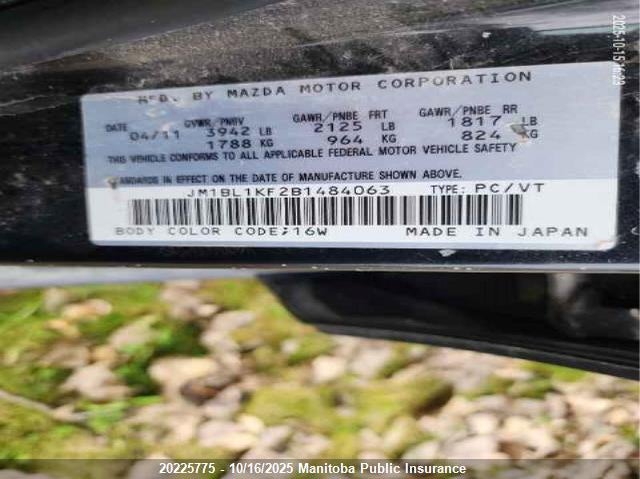 MFD. BY MAZDA MOTOR CORPORATION
DATE GVWR/PNBV GAWR/PNBE FRT GAWR/PNBE RR
04/11 3942 LB 2125 LB 1817 LB
1788 KG 964 KG 824 KG
THIS VEHICLE CONFORMS TO ALL APPLICABLE FEDERAL MOTOR VEHICLE SAFETY
STANDARDS IN EFFECT ON THE DATE OF MANUFACTURE SHOWN ABOVE.
JM1BL1KF2B1484063 TYPE: PC/VT
BODY COLOR CODE;16W MADE IN JAPAN
20225775 - 10/16/2025 Manitoba Public Insurance